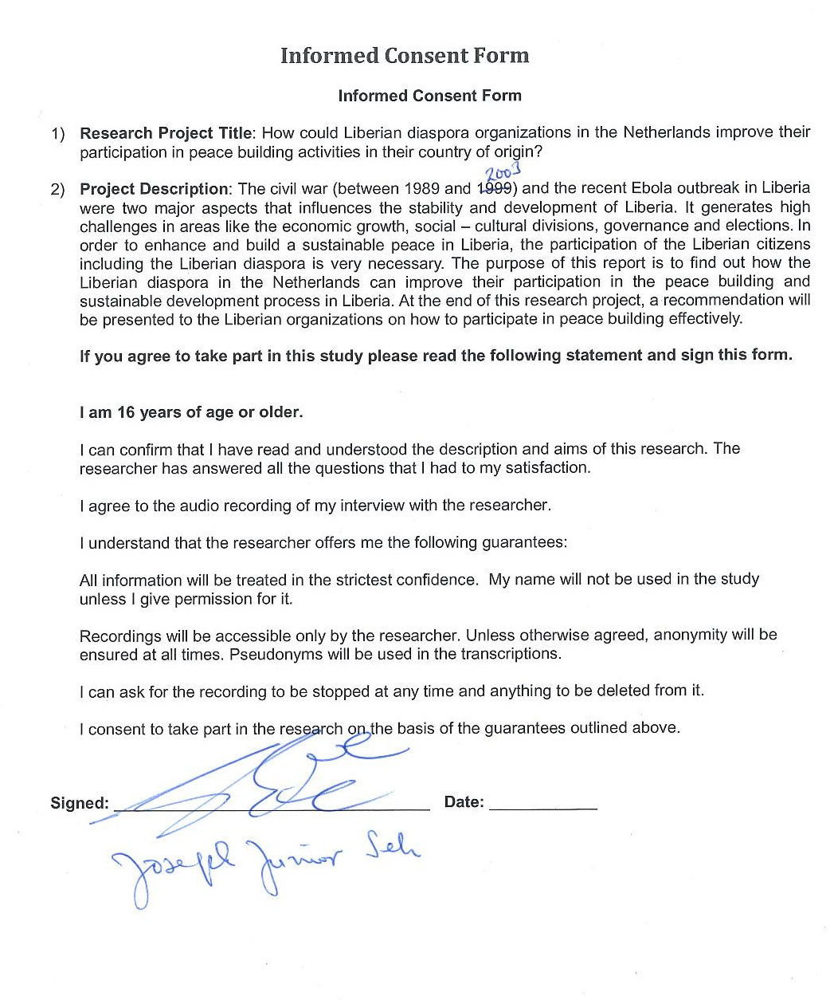 Informed Consent Form
Informed Consent Form
1) Research Project Title: How could Liberian diaspora organizations in the Netherlands improve their
participation in peace building activities in their country of origin?
2003
2) Project Description: The civil war (between 1989 and 1999) and the recent Ebola outbreak in Liberia
were two major aspects that influences the stability and development of Liberia. It generates high
challenges in areas like the economic growth, social – cultural divisions, governance and elections. In
order to enhance and build a sustainable peace in Liberia, the participation of the Liberian citizens
including the Liberian diaspora is very necessary. The purpose of this report is to find out how the
Liberian diaspora in the Netherlands can improve their participation in the peace building and
sustainable development process in Liberia. At the end of this research project, a recommendation will
be presented to the Liberian organizations on how to participate in peace building effectively.
If you agree to take part in this study please read the following statement and sign this form.
I am 16 years of age or older.
I can confirm that I have read and understood the description and aims of this research. The
researcher has answered all the questions that I had to my satisfaction.
I agree to the audio recording of my interview with the researcher.
I understand that the researcher offers me the following guarantees:
All information will be treated in the strictest confidence. My name will not be used in the study
unless I give permission for it.
Recordings will be accessible only by the researcher. Unless otherwise agreed, anonymity will be
ensured at all times. Pseudonyms will be used in the transcriptions.
I can ask for the recording to be stopped at any time and anything to be deleted from it.
I consent to take part in the research on the basis of the guarantees outlined above.
Signed: Date:
Joseph Junior Seh